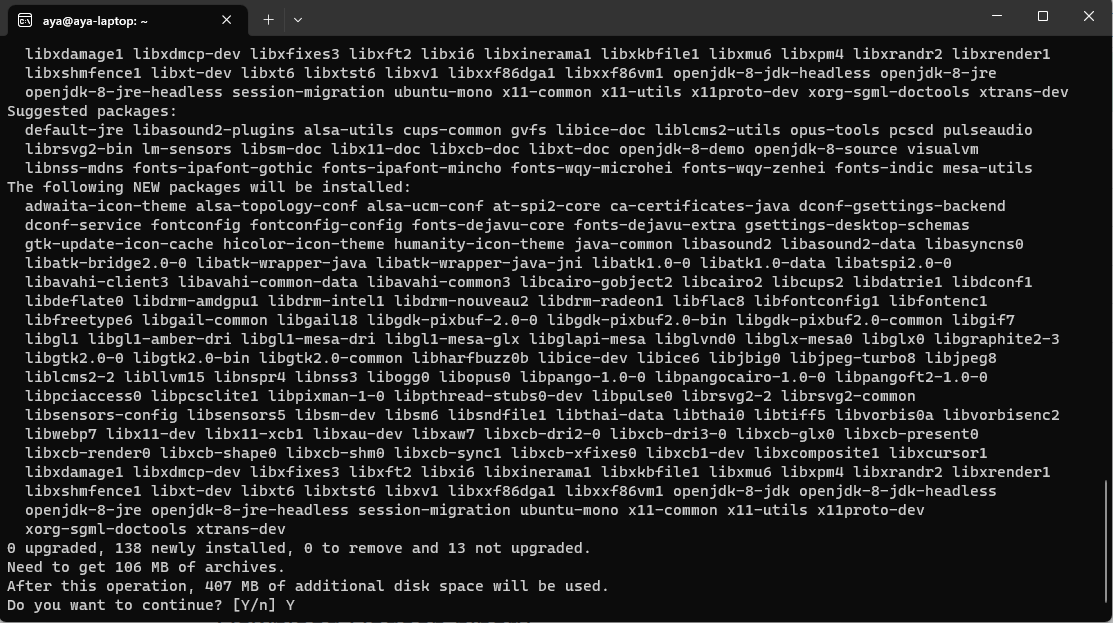 aya@aya-laptop: ~
libxdamage1 libxdmcp-dev libxfixes3 libxft2 libxi6 libxinerama1 libxkbfile1 libxmu6 libxpm4 libxrandr2 libxrender1
libxshmfence1 libxt-dev libxt6 libxtst6 libxv1 libxxf86dga1 libxxf86vm1 openjdk-8-jdk-headless openjdk-8-jre
openjdk-8-jre-headless session-migration ubuntu-mono x11-common x11-utils x11proto-dev xorg-sgml-doctools xtrans-dev
Suggested packages:
default-jre libasound2-plugins alsa-utils cups-common gvfs libice-doc liblcms2-utils opus-tools pcscd pulseaudio
librsvg2-bin lm-sensors libsm-doc libx11-doc libxcb-doc libxt-doc openjdk-8-demo openjdk-8-source visualvm
libnss-mdns fonts-ipafont-gothic fonts-ipafont-mincho fonts-wqy-microhei fonts-wqy-zenhei fonts-indic mesa-utils
The following NEW packages will be installed:
adwaita-icon-theme alsa-topology-conf alsa-ucm-conf at-spi2-core ca-certificates-java dconf-gsettings-backend
dconf-service fontconfig fontconfig-config fonts-dejavu-core fonts-dejavu-extra gsettings-desktop-schemas
gtk-update-icon-cache hicolor-icon-theme humanity-icon-theme java-common libasound2 libasound2-data libasyncns0
libatk-bridge2.0-0 libatk-wrapper-java libatk-wrapper-java-jni libatk1.0-0 libatk1.0-data libatspi2.0-0
libavahi-client3 libavahi-common-data libavahi-common3 libcairo-gobject2 libcairo2 libcups2 libdatrie1 libdconf1
libdeflate0 libdrm-amdgpu1 libdrm-intel1 libdrm-nouveau2 libdrm-radeon1 libflac8 libfontconfig1 libfontenc1
libfreetype6 libgail-common libgail18 libgdk-pixbuf-2.0-0 libgdk-pixbuf2.0-bin libgdk-pixbuf2.0-common libgif7
libgl1 libgl1-amber-dri libgl1-mesa-dri libgl1-mesa-glx libglapi-mesa libglvnd0 libglx-mesa0 libglx0 libgraphite2-3
libgtk2.0-0 libgtk2.0-bin libgtk2.0-common libharfbuzz0b libice-dev libice6 libjbig0 libjpeg-turbo8 libjpeg8
liblcms2-2 libllvm15 libnspr4 libnss3 libogg0 libopus0 libpango-1.0-0 libpangocairo-1.0-0 libpangoft2-1.0-0
libpciaccess0 libpcsclite1 libpixman-1-0 libpthread-stubs0-dev libpulse0 librsvg2-2 librsvg2-common
libsensors-config libsensors5 libsm-dev libsm6 libsndfile1 libthai-data libthai0 libtiff5 libvorbis0a libvorbisenc2
libwebp7 libx11-dev libx11-xcb1 libxau-dev libxaw7 libxcb-dri2-0 libxcb-dri3-0 libxcb-glx0 libxcb-present0
libxcb-render0 libxcb-shape0 libxcb-shm0 libxcb-sync1 libxcb-xfixes0 libxcb1-dev libxcomposite1 libxcursor1
libxdamage1 libxdmcp-dev libxfixes3 libxft2 libxi6 libxinerama1 libxkbfile1 libxmu6 libxpm4 libxrandr2 libxrender1
libxshmfence1 libxt-dev libxt6 libxtst6 libxv1 libxxf86dga1 libxxf86vm1 openjdk-8-jdk openjdk-8-jdk-headless
openjdk-8-jre openjdk-8-jre-headless session-migration ubuntu-mono x11-common x11-utils x11proto-dev
xorg-sgml-doctools xtrans-dev
0 upgraded, 138 newly installed, 0 to remove and 13 not upgraded.
Need to get 106 MB of archives.
After this operation, 407 MB of additional disk space will be used.
Do you want to continue? [Y/n] Y